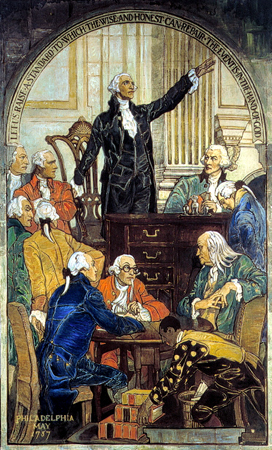 LET US RAISE A STANDARD TO WHICH THE WISE AND HONEST CAN REPAIR · THE EVENT IS IN THE HAND OF GOD
PHILADELPHIA
MAY
1787